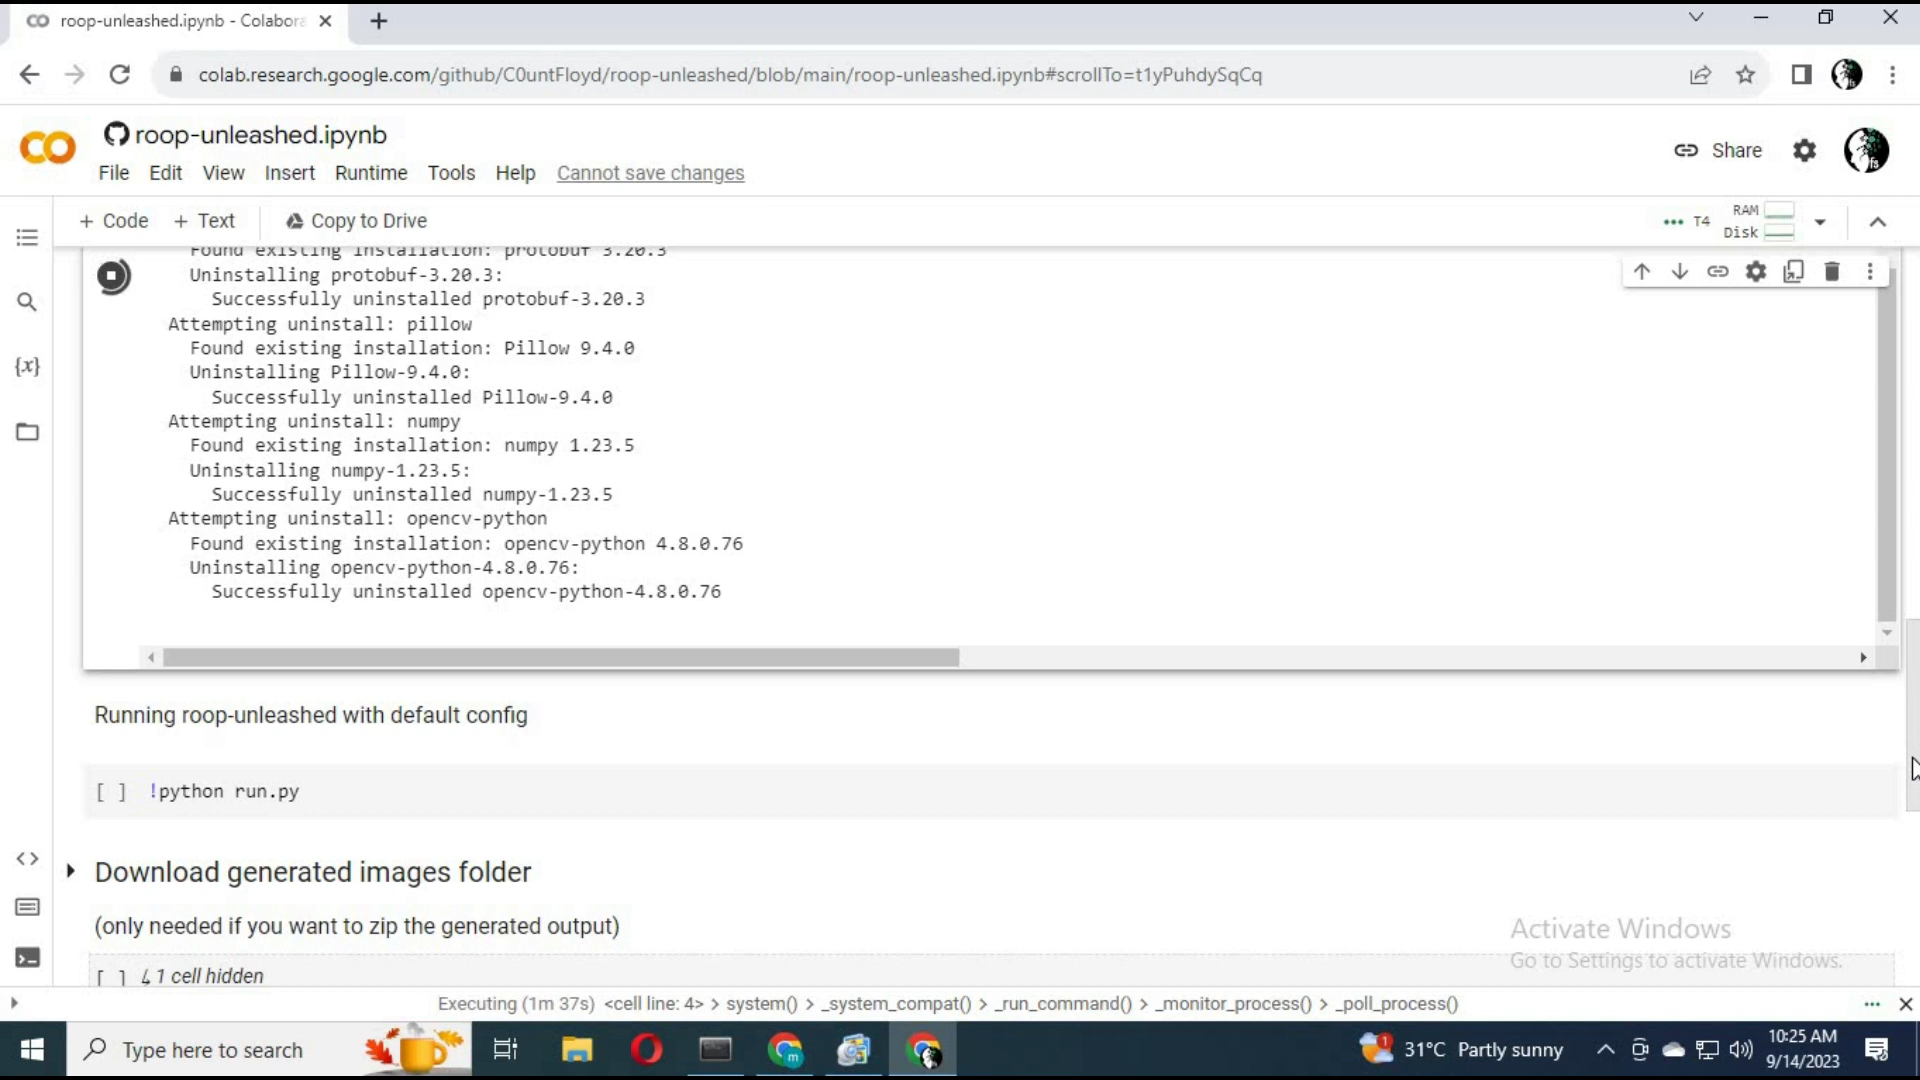 roop-unleashed.ipynb - Colabora
colab.research.google.com/github/C0untFloyd/roop-unleashed/blob/main/roop-unleashed.ipynb#scrollTo=t1yPuhdySqCq
roop-unleashed.ipynb
Share
File Edit View Insert Runtime Tools Help Cannot save changes
+ Code + Text Copy to Drive
T4 RAM
Disk
Found existing installation: protobuf 3.20.3
Uninstalling protobuf-3.20.3:
Successfully uninstalled protobuf-3.20.3
Attempting uninstall: pillow
Found existing installation: Pillow 9.4.0
Uninstalling Pillow-9.4.0:
Successfully uninstalled Pillow-9.4.0
Attempting uninstall: numpy
Found existing installation: numpy 1.23.5
Uninstalling numpy-1.23.5:
Successfully uninstalled numpy-1.23.5
Attempting uninstall: opencv-python
Found existing installation: opencv-python 4.8.0.76
Uninstalling opencv-python-4.8.0.76:
Successfully uninstalled opencv-python-4.8.0.76
Running roop-unleashed with default config
[ ] !python run.py
Download generated images folder
(only needed if you want to zip the generated output)
[ ] ↳ 1 cell hidden
Activate Windows
Go to Settings to activate Windows.
Executing (1m 37s) <cell line: 4> > system() > _system_compat() > _run_command() > _monitor_process() > _poll_process()
Type here to search
31°C Partly sunny
10:25 AM
9/14/2023